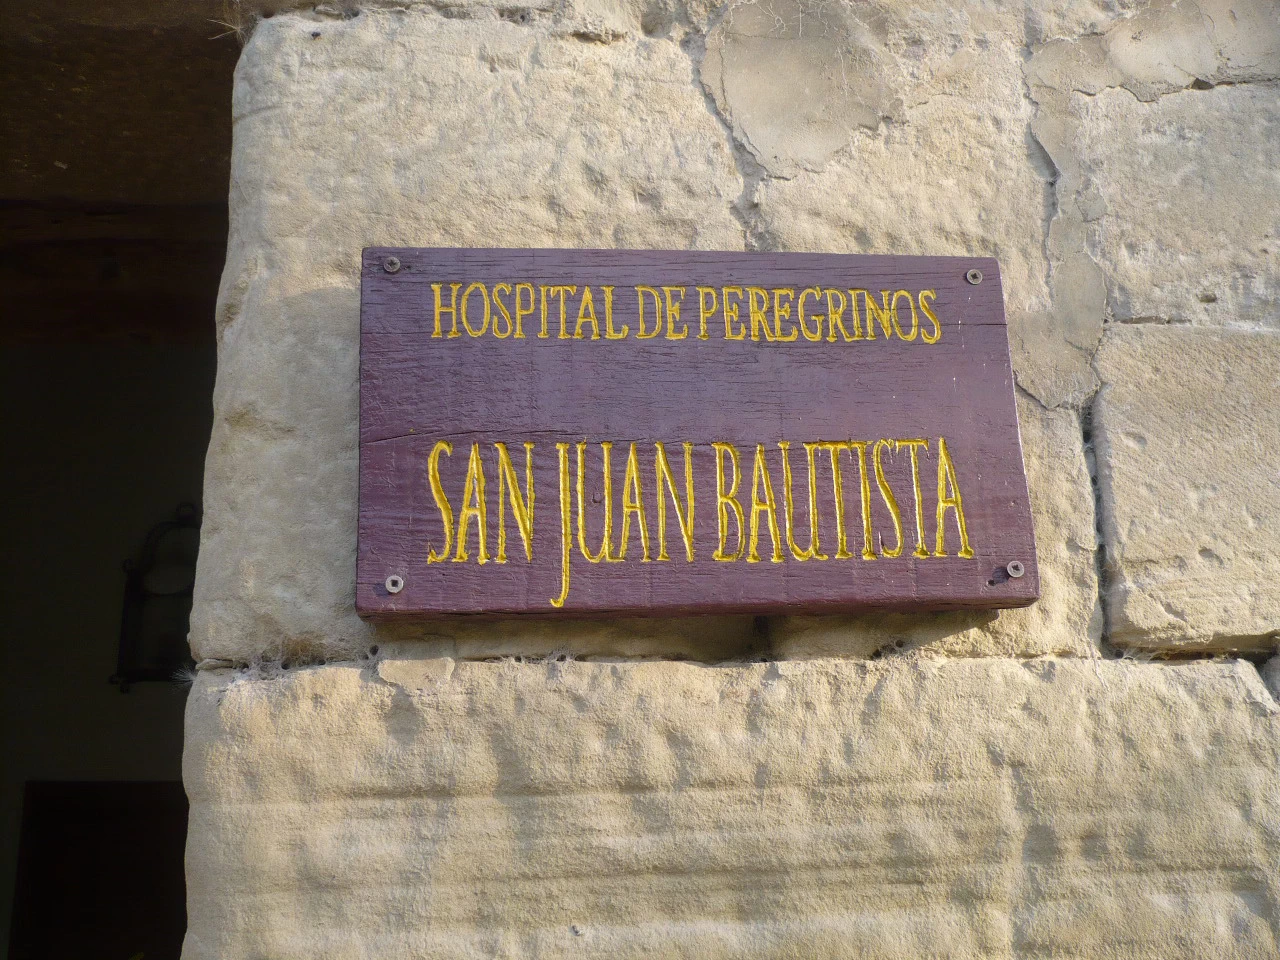 HOSPITAL DE PEREGRINOS
SAN JUAN BAUTISTA